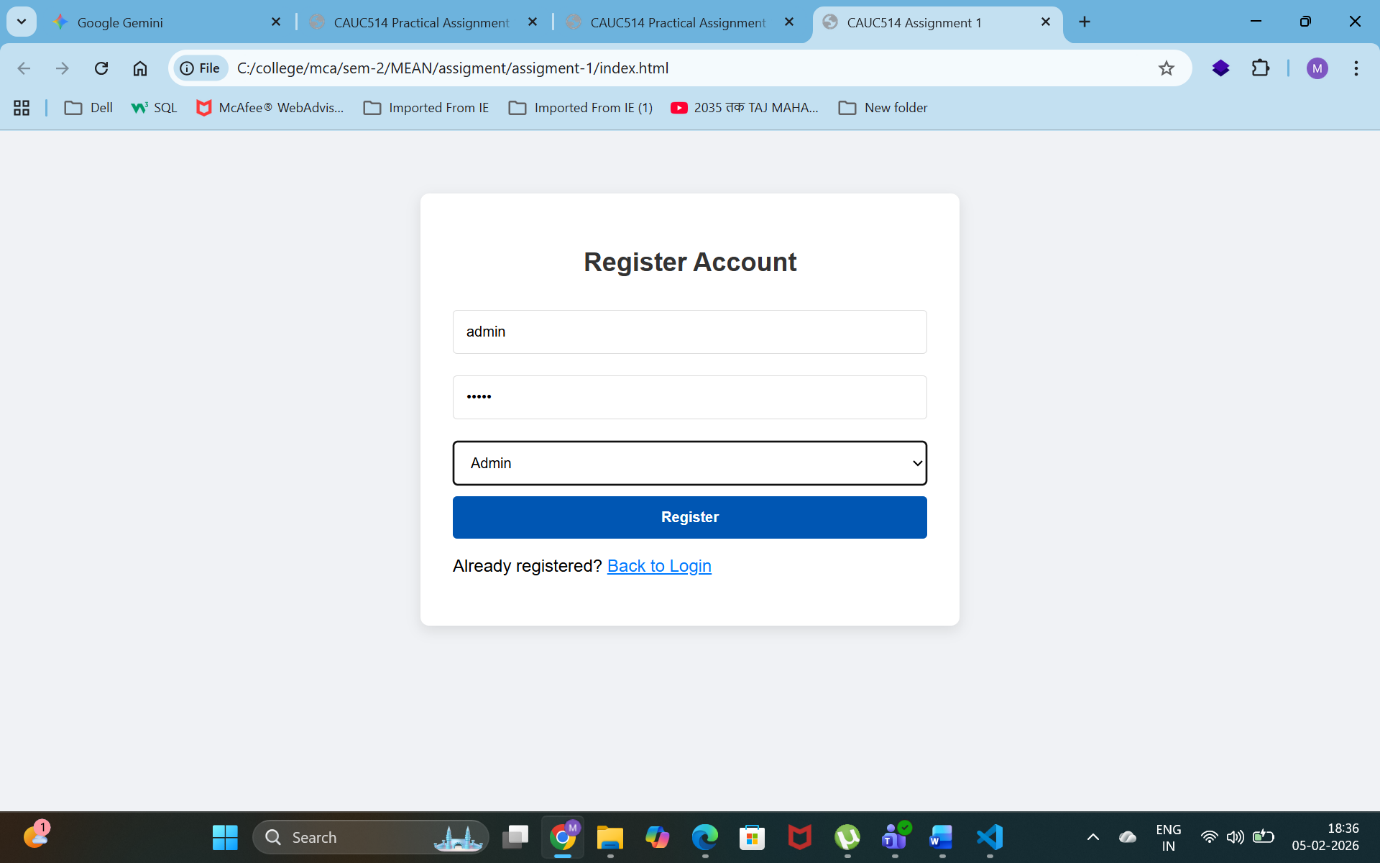 Google Gemini
CAUC514 Practical Assignment
CAUC514 Practical Assignment
CAUC514 Assignment 1
File
C:/college/mca/sem-2/MEAN/assigment/assigment-1/index.html
M
Dell
SQL
McAfee® WebAdvis...
Imported From IE
Imported From IE (1)
2035 तक TAJ MAHA...
New folder
Register Account
admin
•••••
Admin
Register
Already registered? Back to Login
1
Search
M
ENG
IN
18:36
05-02-2026